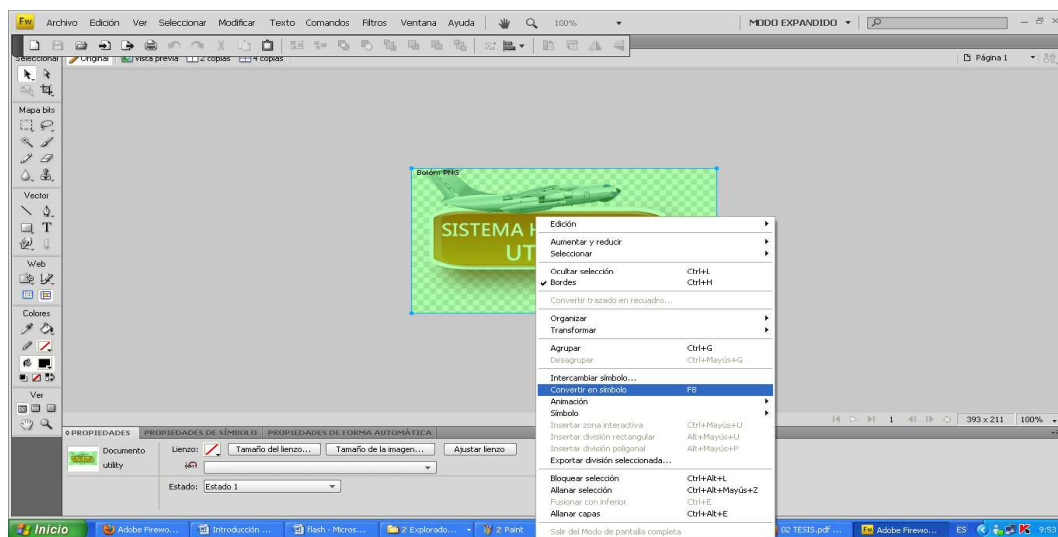 Fw Archivo Edición Ver Seleccionar Modificar Texto Comandos Filtros Ventana Ayuda 100% MODO EXPANDIDO
Seleccionar Original Vista previa 2 copias 4 copias Página 1
Mapa bits
Vector
Web
Colores
Ver
Botóm PNG
SISTEMA H
UT
Edición
Aumentar y reducir
Seleccionar
Ocultar selección Ctrl+L
Bordes Ctrl+H
Convertir trazado en recuadro...
Organizar
Transformar
Agrupar Ctrl+G
Desagrupar Ctrl+Mayús+G
Intercambiar símbolo...
Convertir en símbolo F8
Animación
Símbolo
Insertar zona interactiva Ctrl+Mayús+U
Insertar división rectangular Alt+Mayús+U
Insertar división poligonal Alt+Mayús+P
Exportar división seleccionada...
Bloquear selección Ctrl+Alt+L
Allanar selección Ctrl+Alt+Mayús+Z
Fusionar con inferior Ctrl+E
Allanar capas Ctrl+Alt+E
Salir del Modo de pantalla completa
1 393 x 211 100%
PROPIEDADES PROPIEDADES DE SÍMBOLO PROPIEDADES DE FORMA AUTOMÁTICA
Documento Lienzo: Tamaño del lienzo... Tamaño de la imagen... Ajustar lienzo
utility
Estado: Estado 1
Inicio Adobe Firewo... Introducción ... flash - Micros... 2 Explorado... 2 Paint 02 TESIS.pdf ... Adobe Firewo... ES 9:53